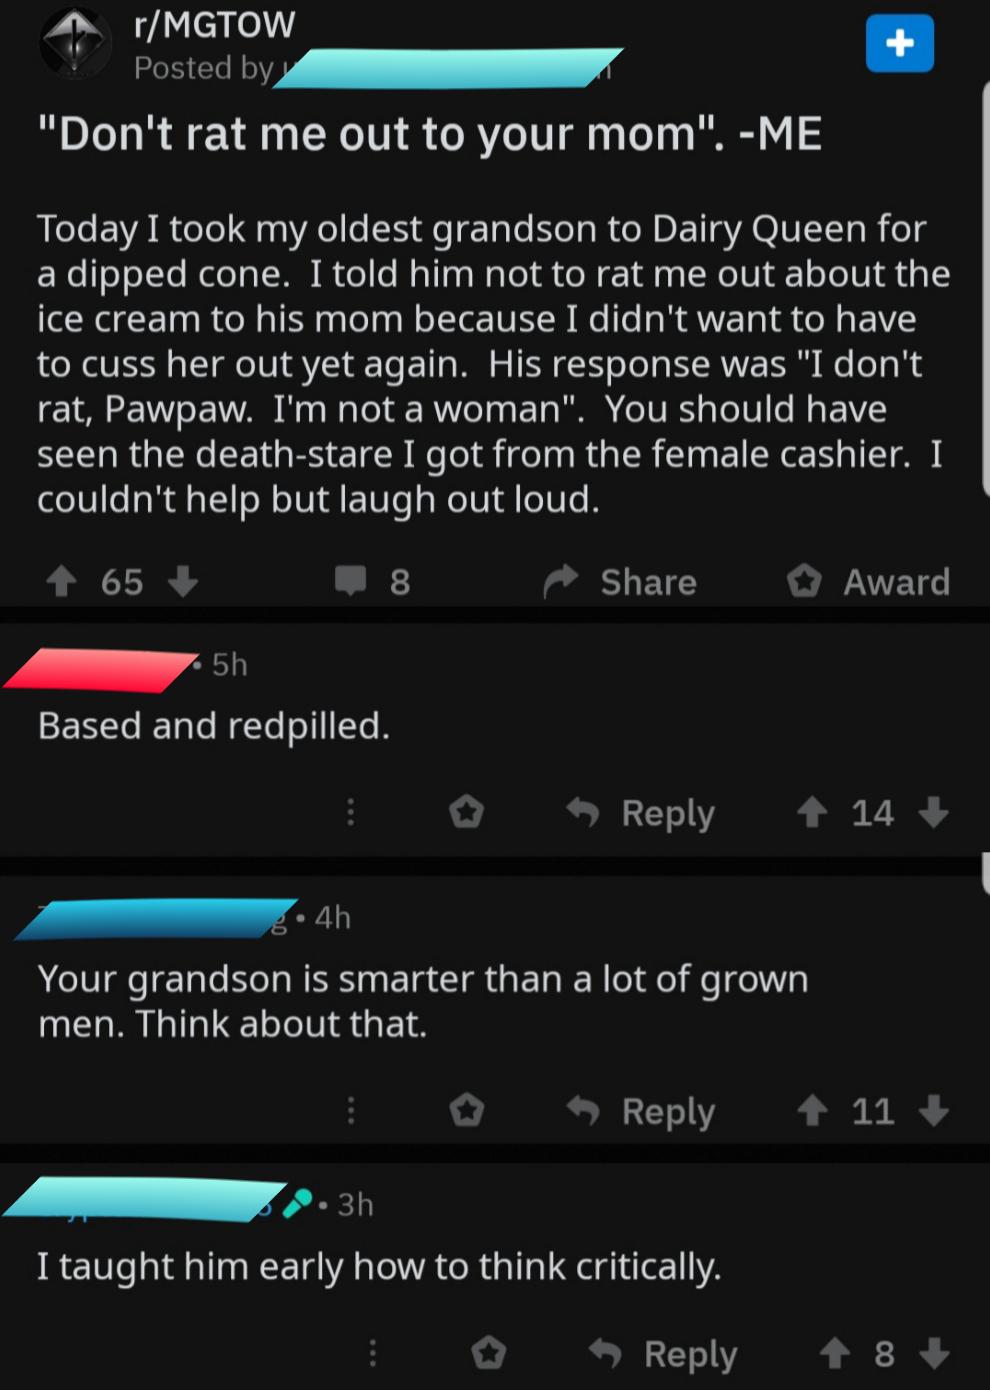 r/MGTOW
Posted by
"Don't rat me out to your mom". -ME
Today I took my oldest grandson to Dairy Queen for
a dipped cone.  I told him not to rat me out about the
ice cream to his mom because I didn't want to have
to cuss her out yet again.  His response was "I don't
rat, Pawpaw.  I'm not a woman".  You should have
seen the death-stare I got from the female cashier.  I
couldn't help but laugh out loud.
65 8 Share Award
• 5h
Based and redpilled.
Reply 14
• 4h
Your grandson is smarter than a lot of grown
men. Think about that.
Reply 11
• 3h
I taught him early how to think critically.
Reply 8